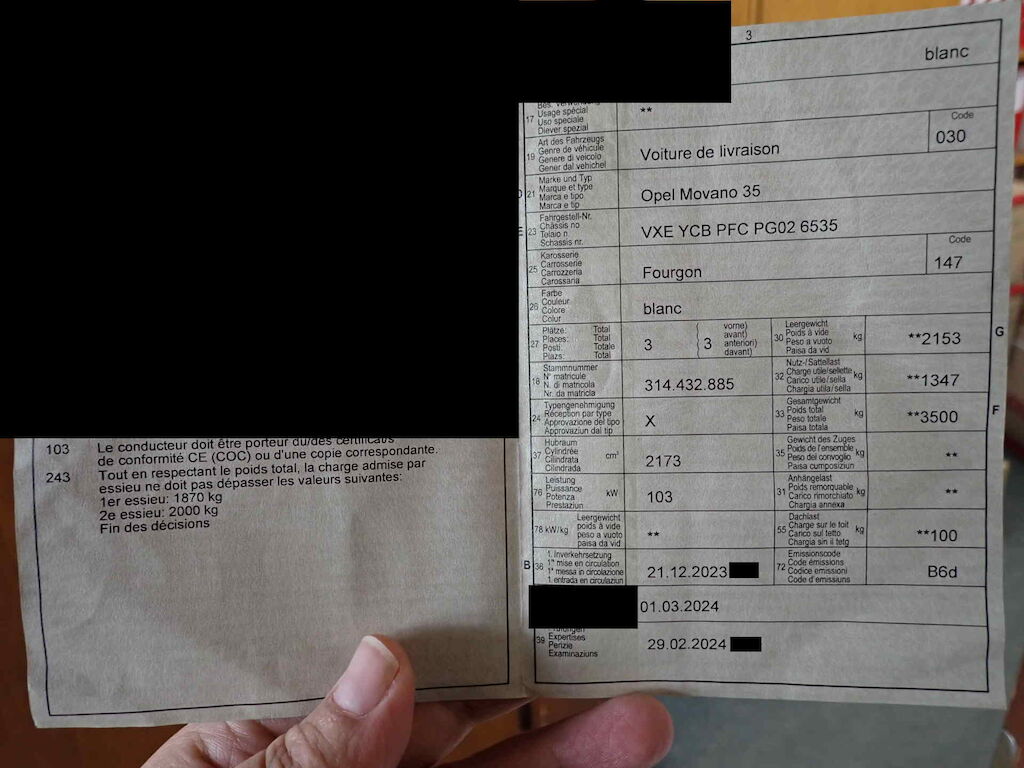 103 Le conducteur doit être porteur du/des certificats
de conformité CE (COC) ou d'une copie correspondante.
243 Tout en respectant le poids total, la charge admise par
essieu ne doit pas dépasser les valeurs suivantes:
1er essieu: 1870 kg
2e essieu: 2000 kg
Fin des décisions
3
blanc
17
Usage spécial
Uso speciale
Diever spezial
**
19
Art des Fahrzeugs
Genre de véhicule
Genere di veicolo
Gener dal vehichel
Voiture de livraison
Code
030
D 21
Marke und Typ
Marque et type
Marca e tipo
Marca e tip
Opel Movano 35
E 23
Fahrgestell-Nr.
Châssis no
Telaio n.
Schassis nr.
VXE YCB PFC PG02 6535
25
Karosserie
Carrosserie
Carrozzeria
Carossaria
Fourgon
Code
147
26
Farbe
Couleur
Colore
Colur
blanc
27
Plätze: Total
Places: Total
Posti: Totale
Plazs: Total
3
( 3
vorne)
avant)
anteriori)
davant)
30
Leergewicht
Poids à vide
Peso a vuoto
Paisa da vid
kg
**2153
G
18
Stammnummer
N° matricule
N. di matricola
Nr. da matricla
314.432.885
32
Nutz-/Sattellast
Charge utile/sellette
Carico utile/sella
Chargia utila/sella
kg
**1347
24
Typengenehmigung
Réception par type
Approvazione del tipo
Approvaziun dal tip
X
33
Gesamtgewicht
Poids total
Peso totale
Paisa totala
kg
**3500
F
37
Hubraum
Cylindrée
Cilindrata
Cilindrada
cm³
2173
35
Gewicht des Zuges
Poids de l'ensemble
Peso del convoglio
Paisa cumposiziun
kg
**
76
Leistung
Puissance
Potenza
Prestaziun
kW
103
31
Anhängelast
Poids remorquable
Carico rimorchiato
Chargia annexa
kg
**
78 kW/kg
Leergewicht
poids à vide
peso a vuoto
paisa da vid
**
55
Dachlast
Charge sur le toit
Carico sul tetto
Chargia sin il tetg
kg
**100
B 36
1. Inverkehrsetzung
1re mise en circulation
1a messa in circolazione
1. entrada en circulaziun
21.12.2023
72
Emissionscode
Code émissions
Codice emissioni
Code d'emissiuns
B6d
01.03.2024
39
Expertises
Perizie
Examinaziuns
29.02.2024